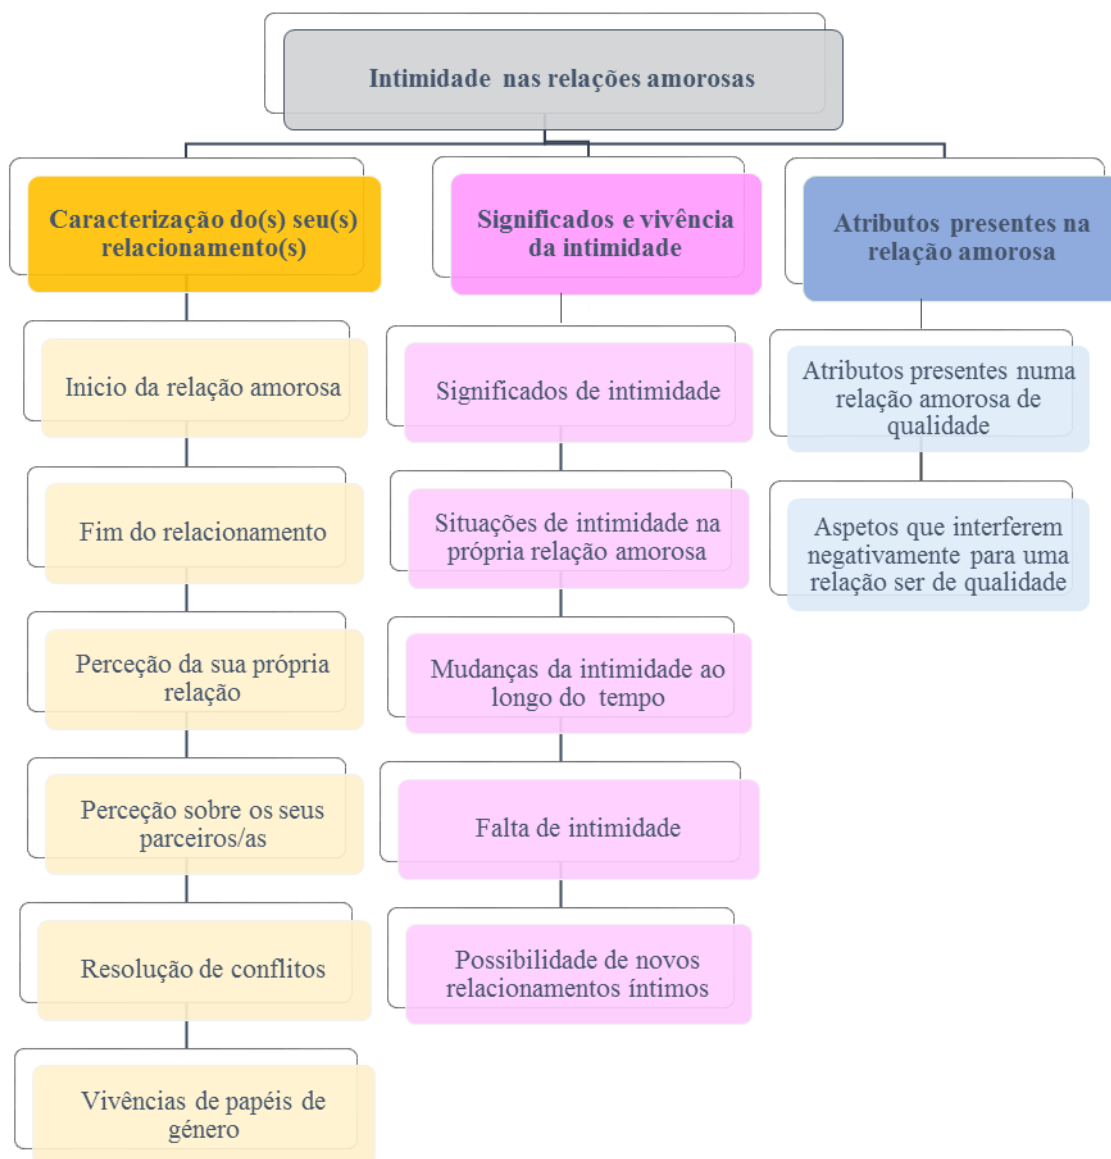 Intimidade nas relações amorosas
Caracterização do(s) seu(s)
relacionamento(s)
Inicio da relação amorosa
Fim do relacionamento
Perceção da sua própria
relação
Perceção sobre os seus
parceiros/as
Resolução de conflitos
Vivências de papéis de
género
Significados e vivência
da intimidade
Significados de intimidade
Situações de intimidade na
própria relação amorosa
Mudanças da intimidade ao
longo do tempo
Falta de intimidade
Possibilidade de novos
relacionamentos íntimos
Atributos presentes na
relação amorosa
Atributos presentes numa
relação amorosa de
qualidade
Aspetos que interferem
negativamente para uma
relação ser de qualidade